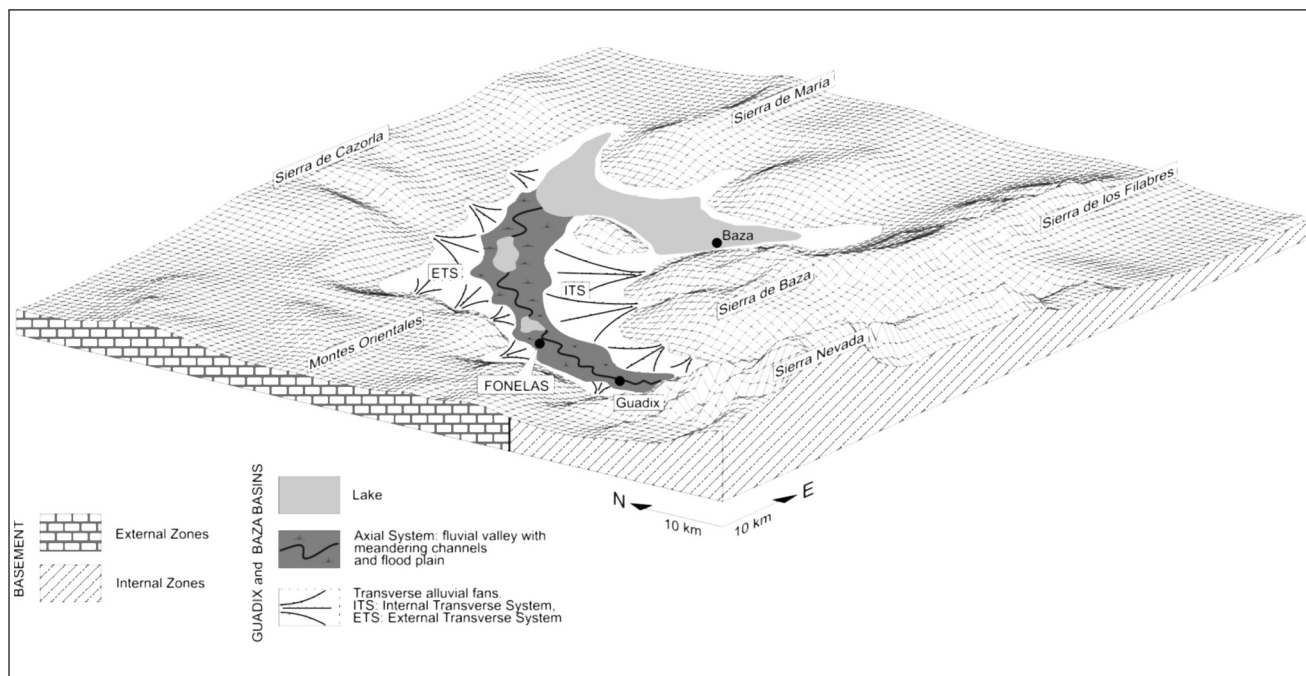 Sierra de María
Sierra de Cazorla
Sierra de los Filabres
Baza
ETS
ITS
Sierra de Baza
Montes Orientales
Sierra Nevada
FONELAS
Guadix
N
E
10 km
10 km
BASEMENT
External Zones
Internal Zones
GUADIX and BAZA BASINS
Lake
Axial System: fluvial valley with
meandering channels
and flood plain
Transverse alluvial fans.
ITS: Internal Transverse System,
ETS: External Transverse System